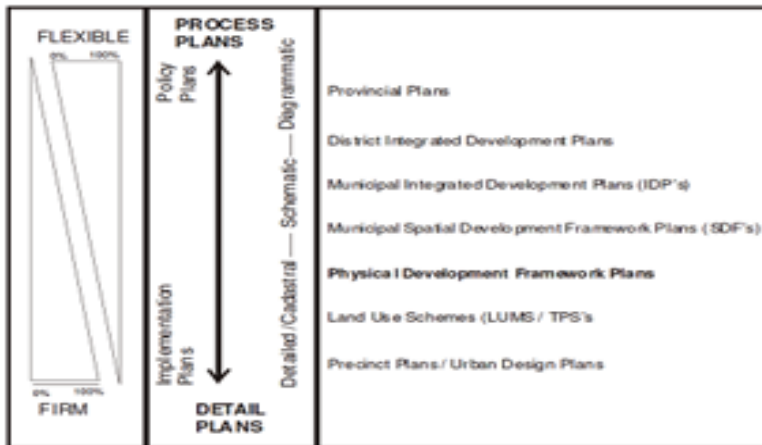 FLEXIBLE
0% 100%
0% 100%
FIRM
PROCESS
PLANS
Policy
Plans
Implementation
Plans
Detailed/Cadastral — Schematic — Diagrammatic
DETAIL
PLANS
Provincial Plans
District Integrated Development Plans
Municipal Integrated Development Plans (IDP's)
Municipal Spatial Development Framework Plans (SDF's)
Physical Development Framework Plans
Land Use Schemes (LUMS / TPS's
Precinct Plans / Urban Design Plans